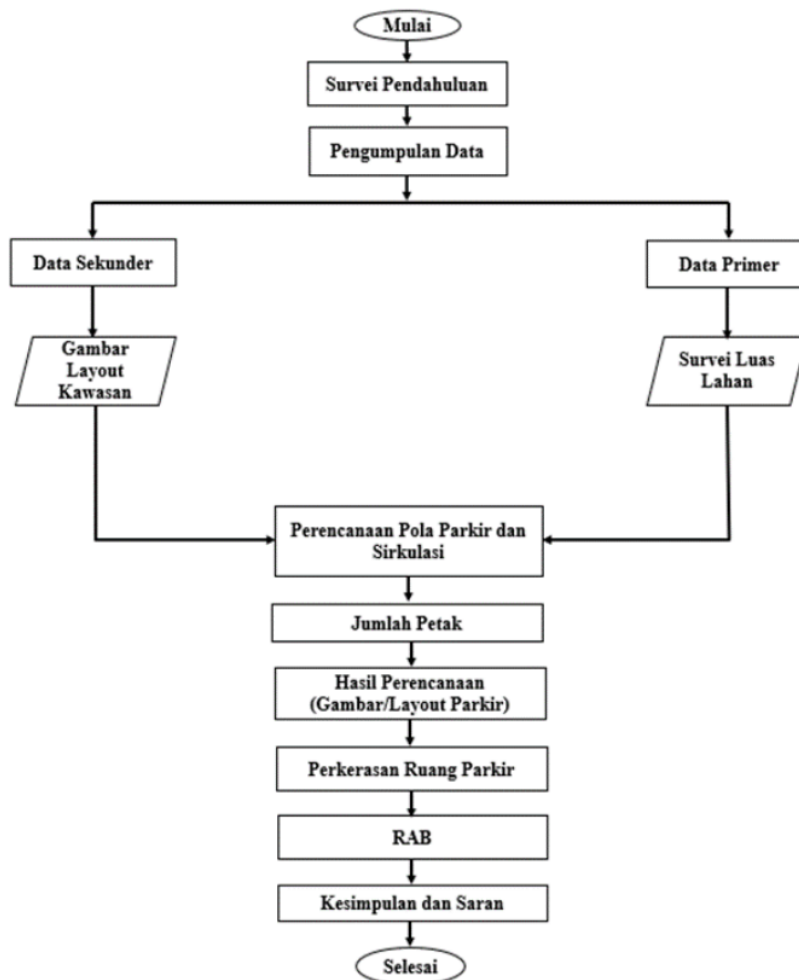 Mulai
Survei Pendahuluan
Pengumpulan Data
Data Sekunder
Data Primer
Gambar
Layout
Kawasan
Survei Luas
Lahan
Perencanaan Pola Parkir dan
Sirkulasi
Jumlah Petak
Hasil Perencanaan
(Gambar/Layout Parkir)
Perkerasan Ruang Parkir
RAB
Kesimpulan dan Saran
Selesai